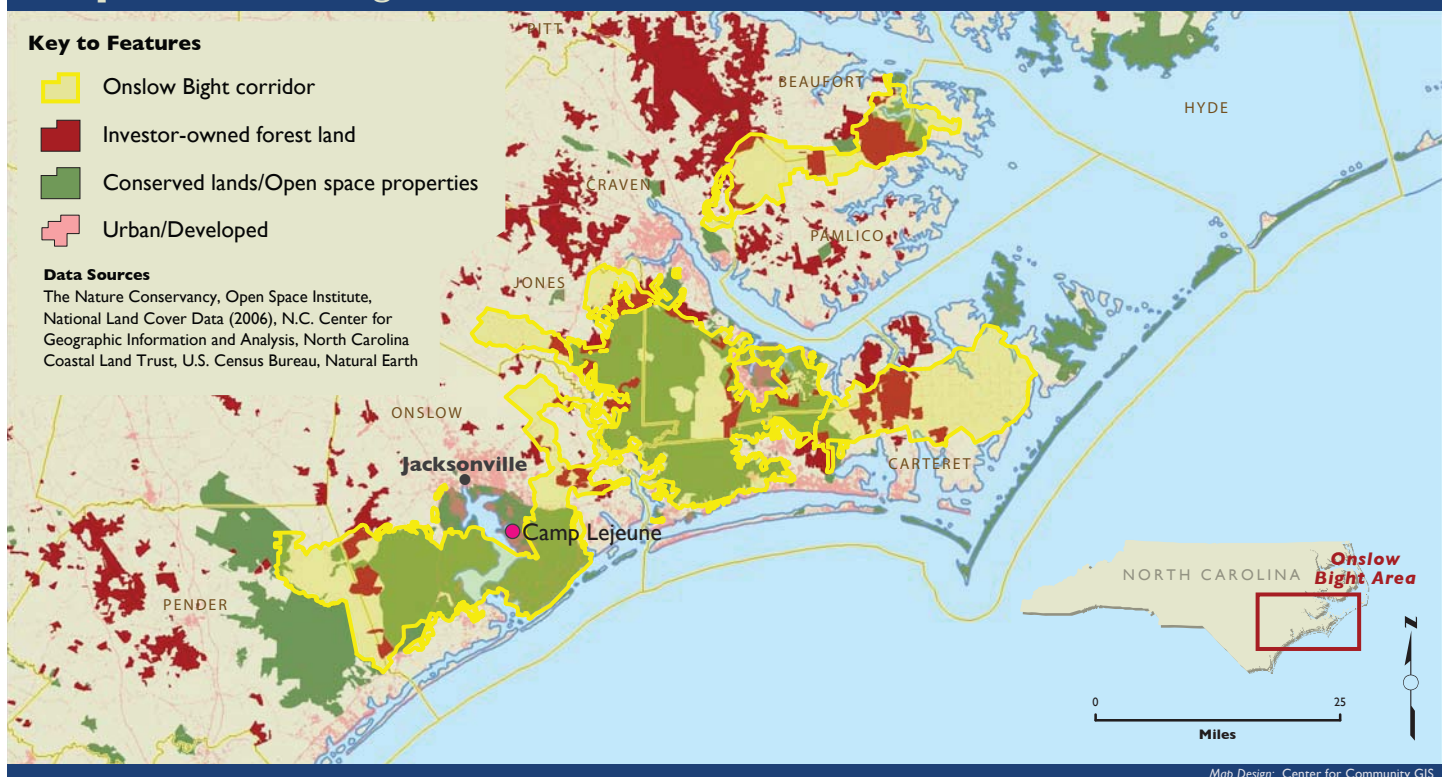 Key to Features
Onslow Bight corridor
Investor-owned forest land
Conserved lands/Open space properties
Urban/Developed
Data Sources
The Nature Conservancy, Open Space Institute,
National Land Cover Data (2006), N.C. Center for
Geographic Information and Analysis, North Carolina
Coastal Land Trust, U.S. Census Bureau, Natural Earth
PITT
BEAUFORT
HYDE
CRAVEN
PAMLICO
JONES
ONSLOW
Jacksonville
CARTERET
Camp Lejeune
PENDER
NORTH CAROLINA
Onslow
Bight Area
N
0 25
Miles
Map Design: Center for Community GIS